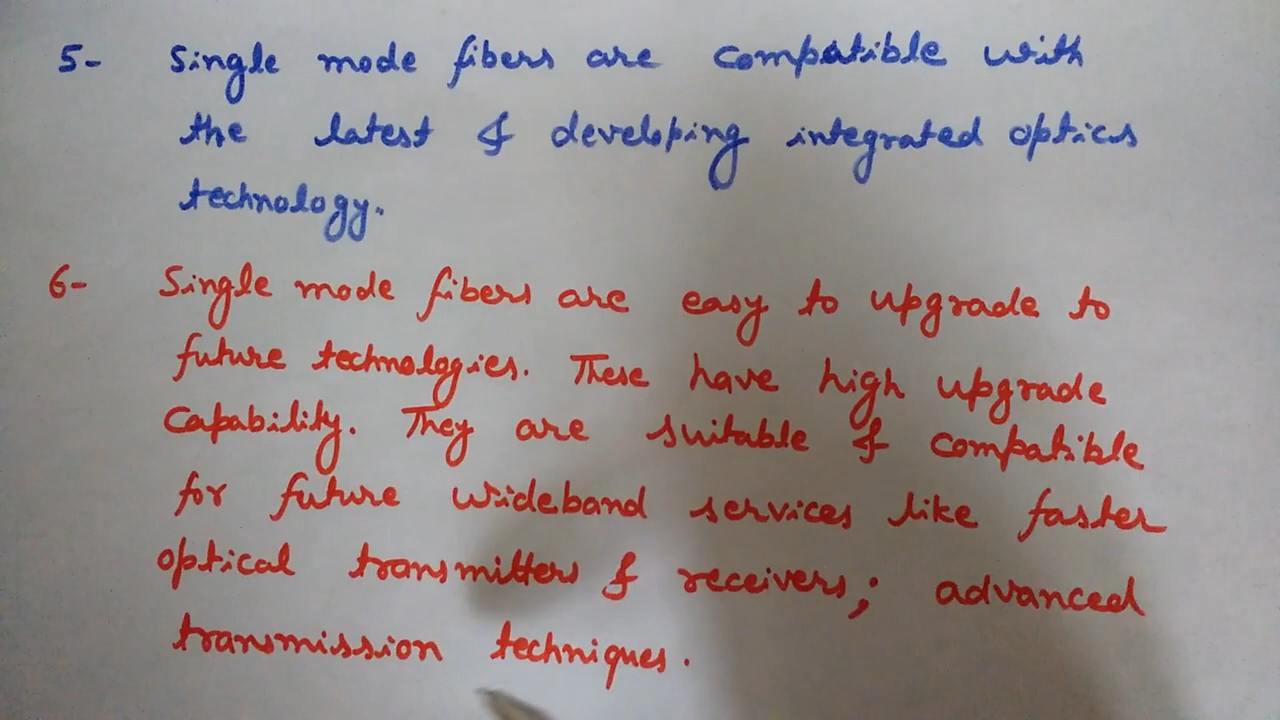 5- Single mode fibers are compatible with
the latest & developing integrated optics
technology.
6- Single mode fibers are easy to upgrade to
future technologies. These have high upgrade
Capability. They are suitable & compatible
for future wideband services like faster
optical transmitters & receivers; advanced
transmission techniques.